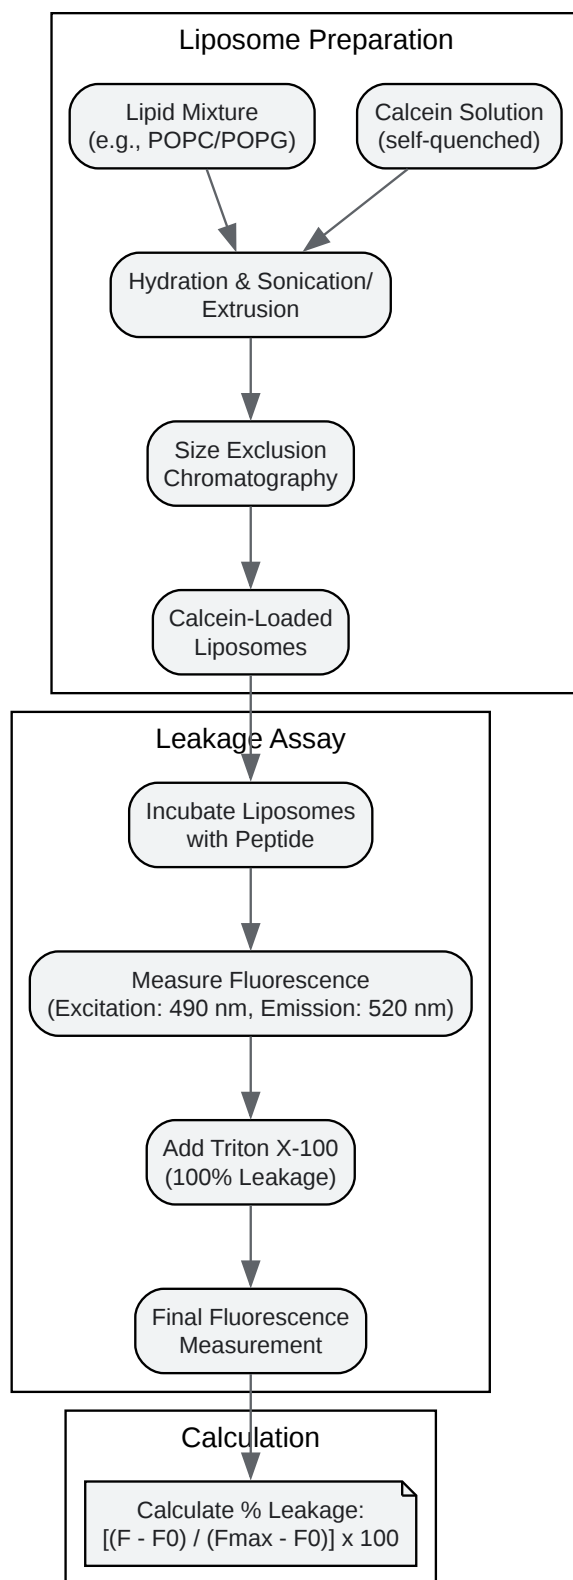 Liposome Preparation
Lipid Mixture
(e.g., POPC/POPG)
Calcein Solution
(self-quenched)
Hydration & Sonication/
Extrusion
Size Exclusion
Chromatography
Calcein-Loaded
Liposomes
Leakage Assay
Incubate Liposomes
with Peptide
Measure Fluorescence
(Excitation: 490 nm, Emission: 520 nm)
Add Triton X-100
(100% Leakage)
Final Fluorescence
Measurement
Calculation
Calculate % Leakage:
[(F - F0) / (Fmax - F0)] x 100